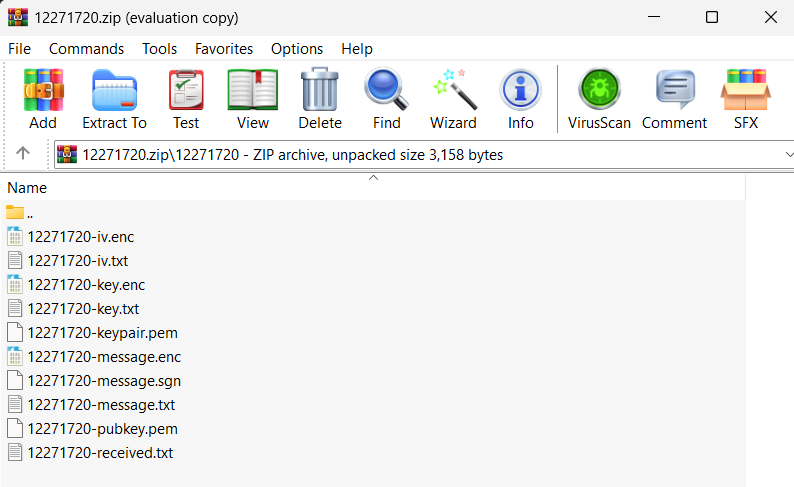 12271720.zip (evaluation copy)
File Commands Tools Favorites Options Help
Add Extract To Test View Delete Find Wizard Info VirusScan Comment SFX
12271720.zip\12271720 - ZIP archive, unpacked size 3,158 bytes
Name
..
12271720-iv.enc
12271720-iv.txt
12271720-key.enc
12271720-key.txt
12271720-keypair.pem
12271720-message.enc
12271720-message.sgn
12271720-message.txt
12271720-pubkey.pem
12271720-received.txt